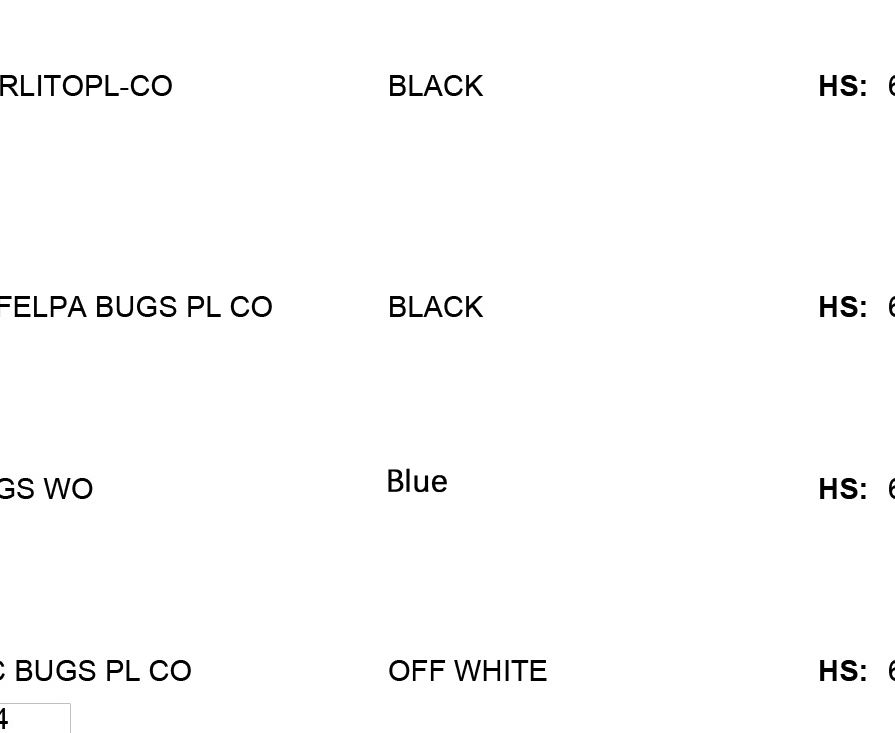 RLITOPL-CO BLACK HS: 6
FELPA BUGS PL CO BLACK HS: 6
GS WO Blue HS: 6
C BUGS PL CO OFF WHITE HS: 6
4